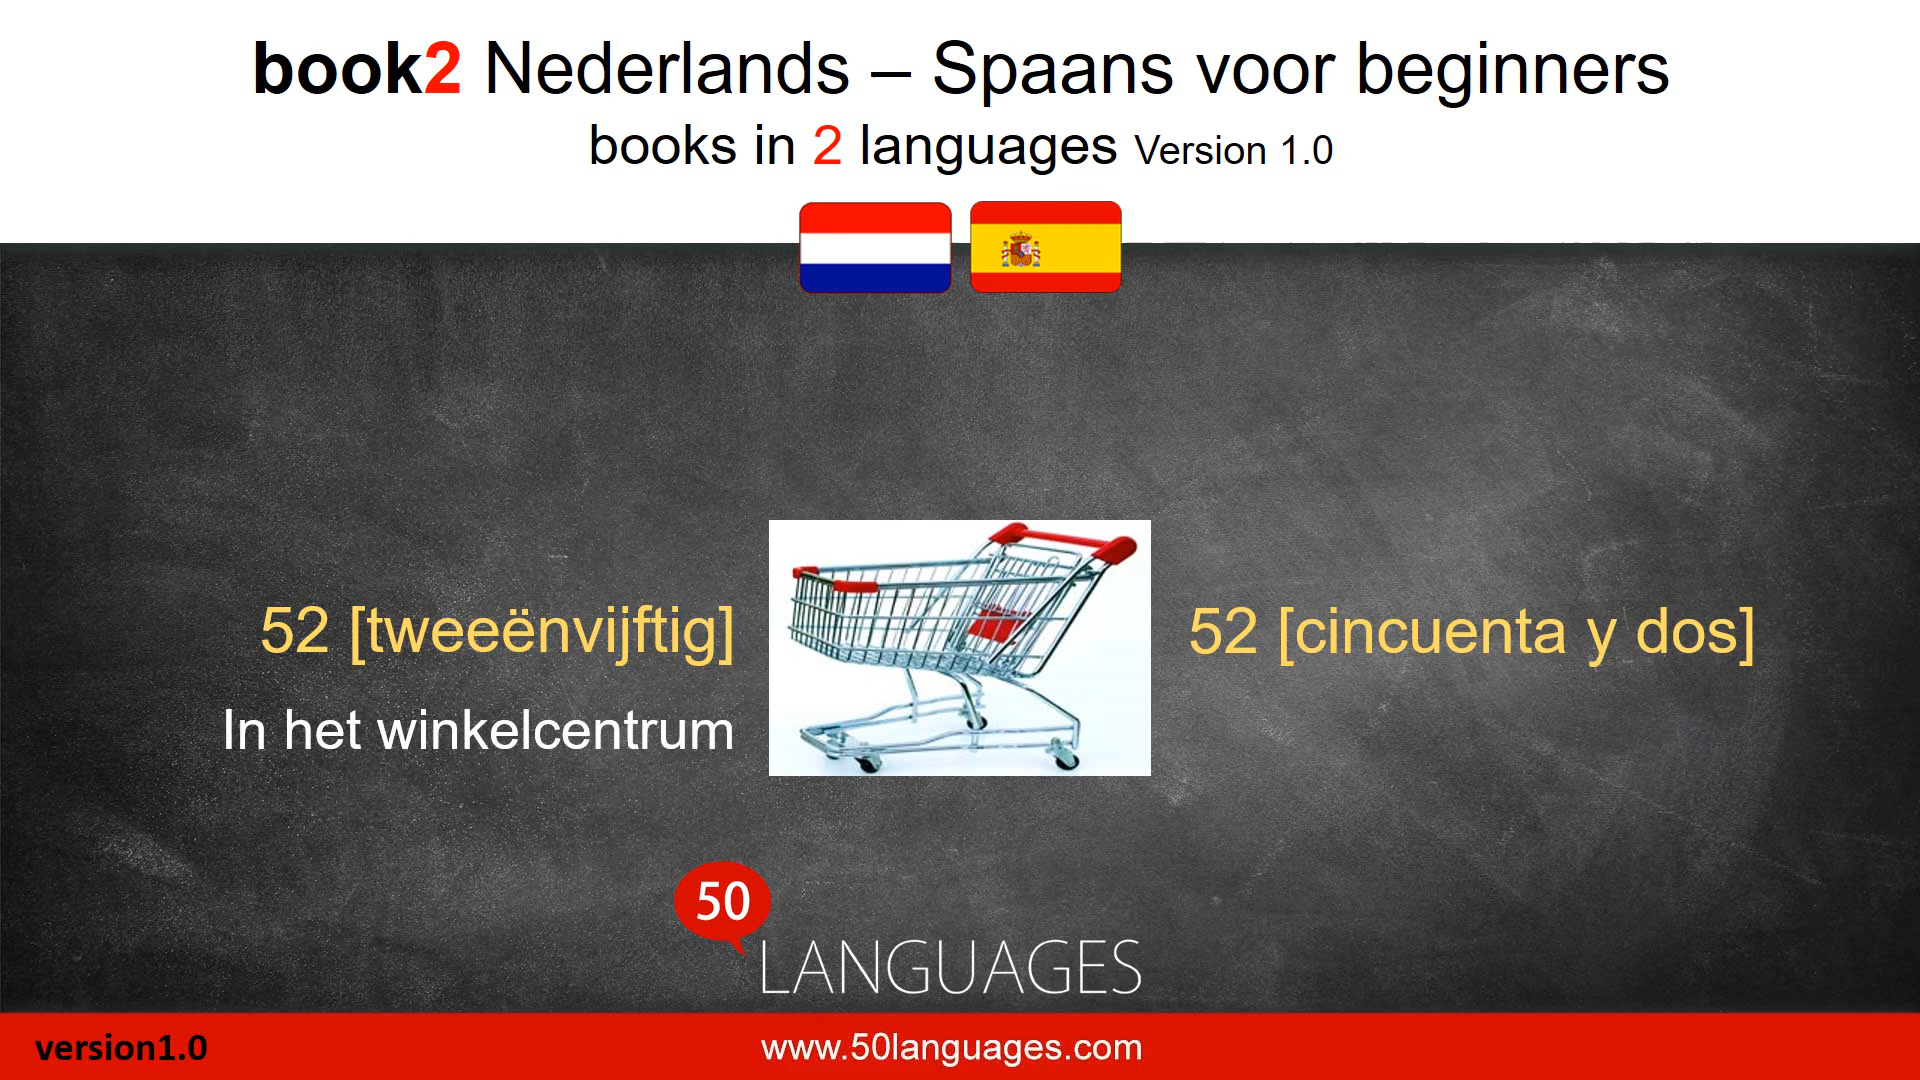 book2 Nederlands – Spaans voor beginners
books in 2 languages Version 1.0
52 [tweeënvijftig]
In het winkelcentrum
52 [cincuenta y dos]
50
LANGUAGES
version1.0
www.50languages.com